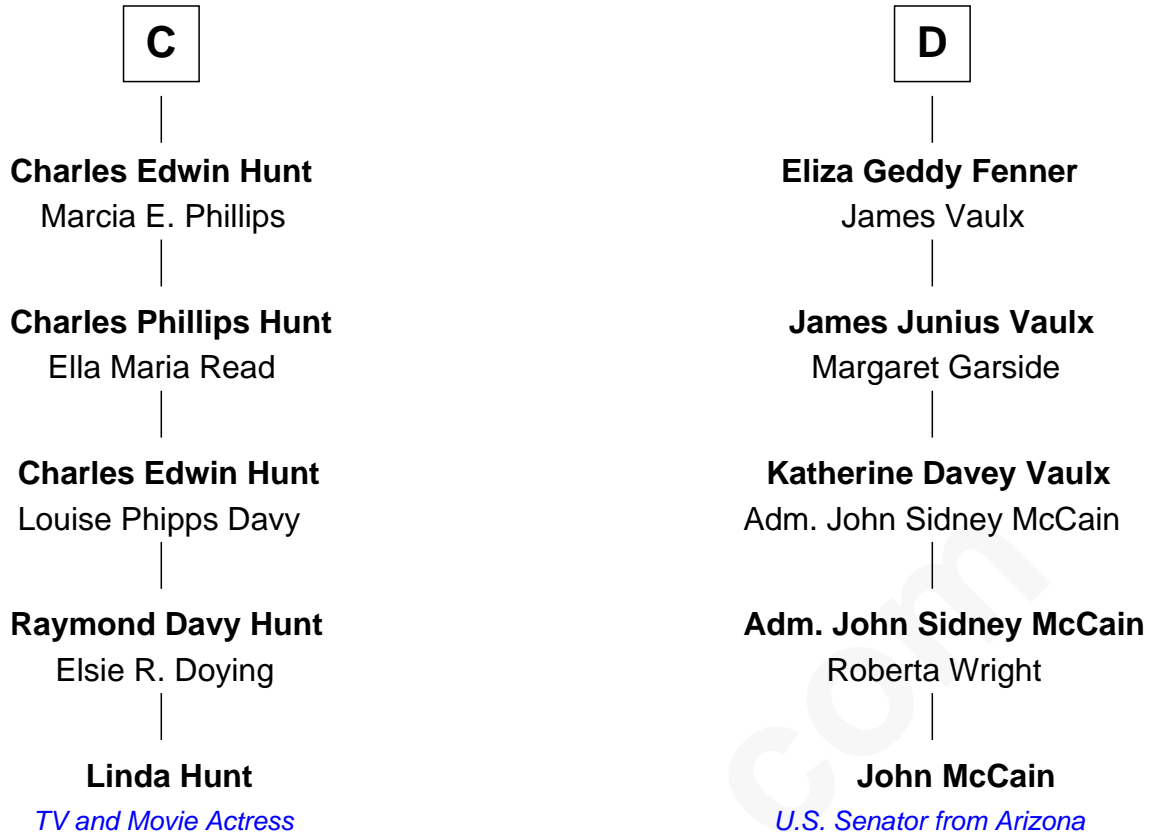 C
Charles Edwin Hunt
Marcia E. Phillips
Charles Phillips Hunt
Ella Maria Read
Charles Edwin Hunt
Louise Phipps Davy
Raymond Davy Hunt
Elsie R. Doying
Linda Hunt
TV and Movie Actress
D
Eliza Geddy Fenner
James Vaulx
James Junius Vaulx
Margaret Garside
Katherine Davey Vaulx
Adm. John Sidney McCain
Adm. John Sidney McCain
Roberta Wright
John McCain
U.S. Senator from Arizona
com